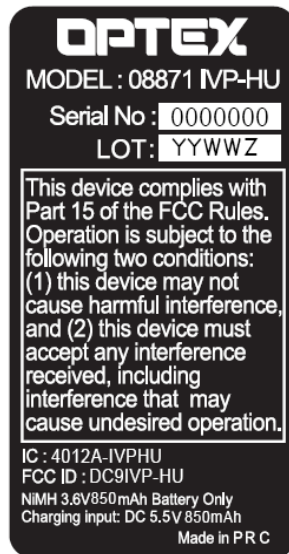 OPTEX
MODEL : 08871 IVP-HU
Serial No : 0000000
LOT: YYWWZ
This device complies with
Part 15 of the FCC Rules.
Operation is subject to the
following two conditions:
(1) this device may not
cause harmful interference,
and (2) this device must
accept any interference
received, including
interference that may
cause undesired operation.
IC : 4012A-IVPHU
FCC ID : DC9IVP-HU
NiMH 3.6V850mAh Battery Only
Charging input: DC 5.5V 850mAh
Made in P R C